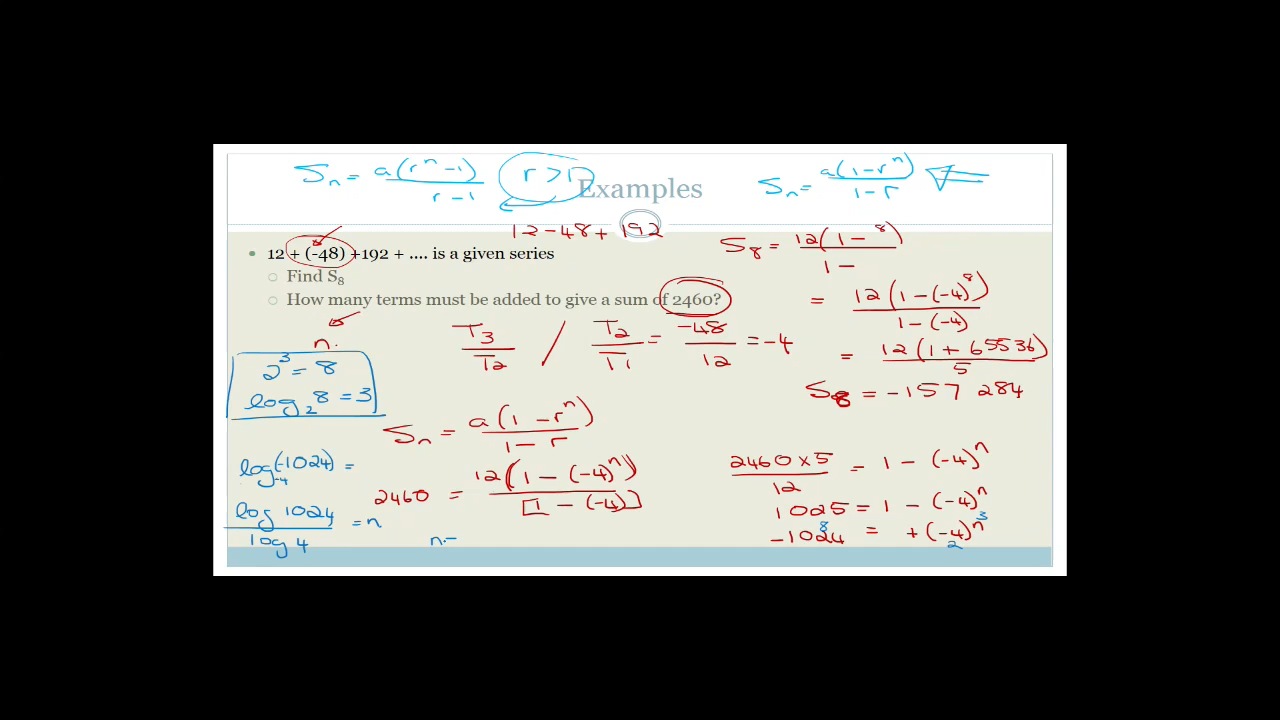 Sn = a(r^n - 1) / r - 1
r > 1
Sn = a(1 - r^n) / 1 - r
Examples
12 - 48 + 192
• 12 + (-48) +192 + .... is a given series
○ Find S₈
○ How many terms must be added to give a sum of 2460?
n.
S8 = 12(1 - ^8) / 1 -
= 12(1 - (-4)^8) / 1 - (-4)
= 12(1 + 65536) / 5
S8 = -157 284
T3/T2 / T2/T1 = -48/12 = -4
2^3 = 8
log₂ 8 = 3
Sn = a(1 - r^n) / 1 - r
2460 = 12(1 - (-4)^n) / [1 - (-4)]
2460 x 5 / 12 = 1 - (-4)^n
1025 = 1 - (-4)^n
-1024 = + (-4)^n
8
3
2
log₋₄(-1024) =
log 1024 / log 4 = n
n =